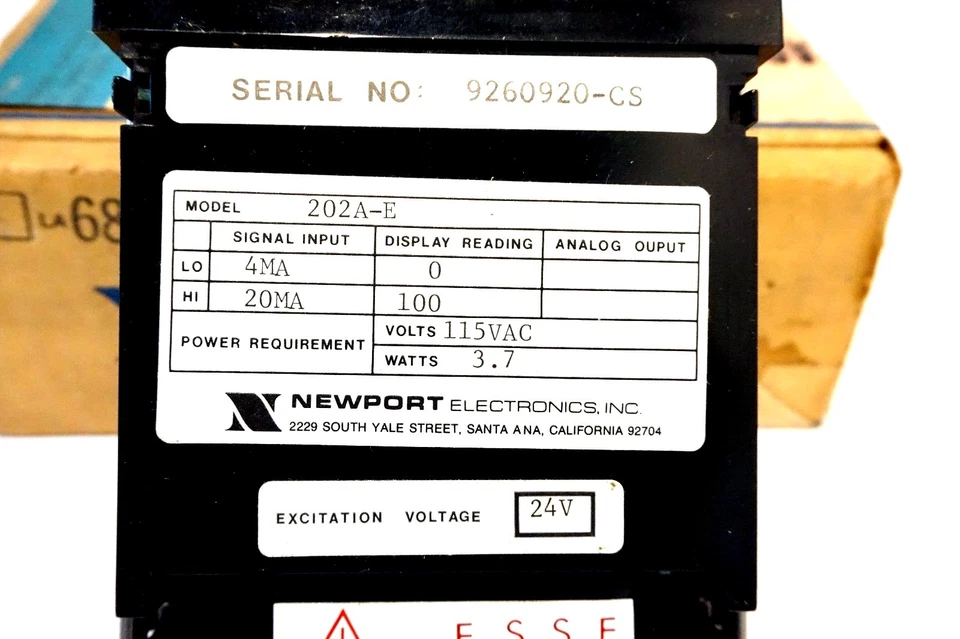 SERIAL NO: 9260920-CS
MODEL 202A-E
SIGNAL INPUT DISPLAY READING ANALOG OUPUT
LO 4MA 0
HI 20MA 100
POWER REQUIREMENT
VOLTS 115VAC
WATTS 3.7
NEWPORT ELECTRONICS, INC.
2229 SOUTH YALE STREET, SANTA ANA, CALIFORNIA 92704
EXCITATION VOLTAGE 24V